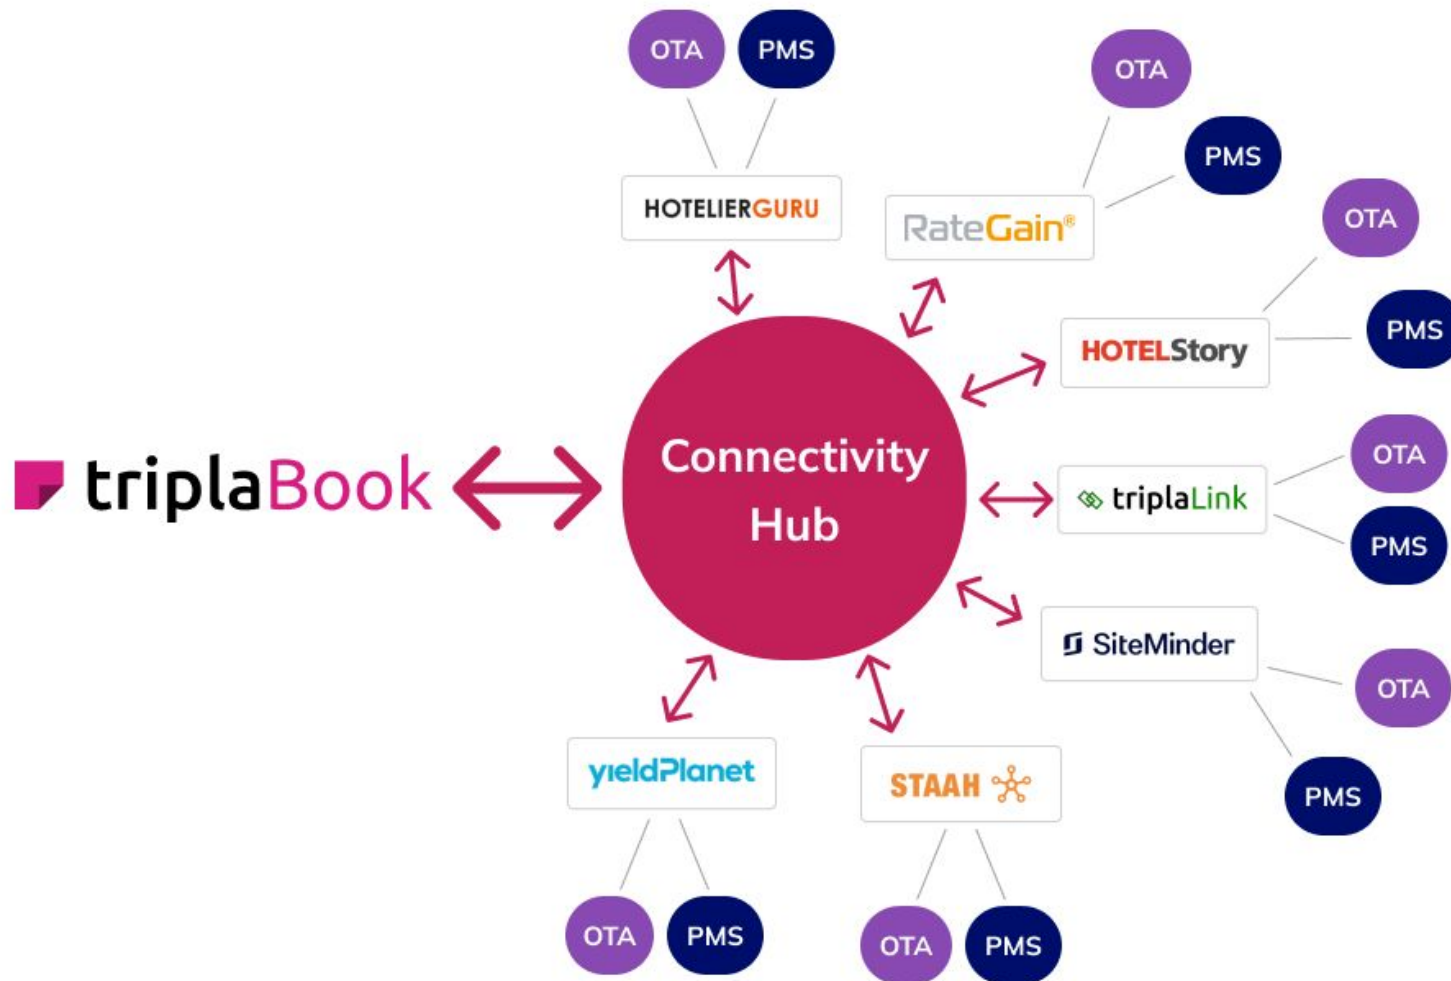 OTA
PMS
OTA
PMS
HOTELIERGURU
RateGain®
OTA
HOTELStory
PMS
triplaBook
Connectivity
Hub
OTA
triplaLink
PMS
SiteMinder
OTA
yieldPlanet
STAAH
PMS
OTA
PMS
OTA
PMS